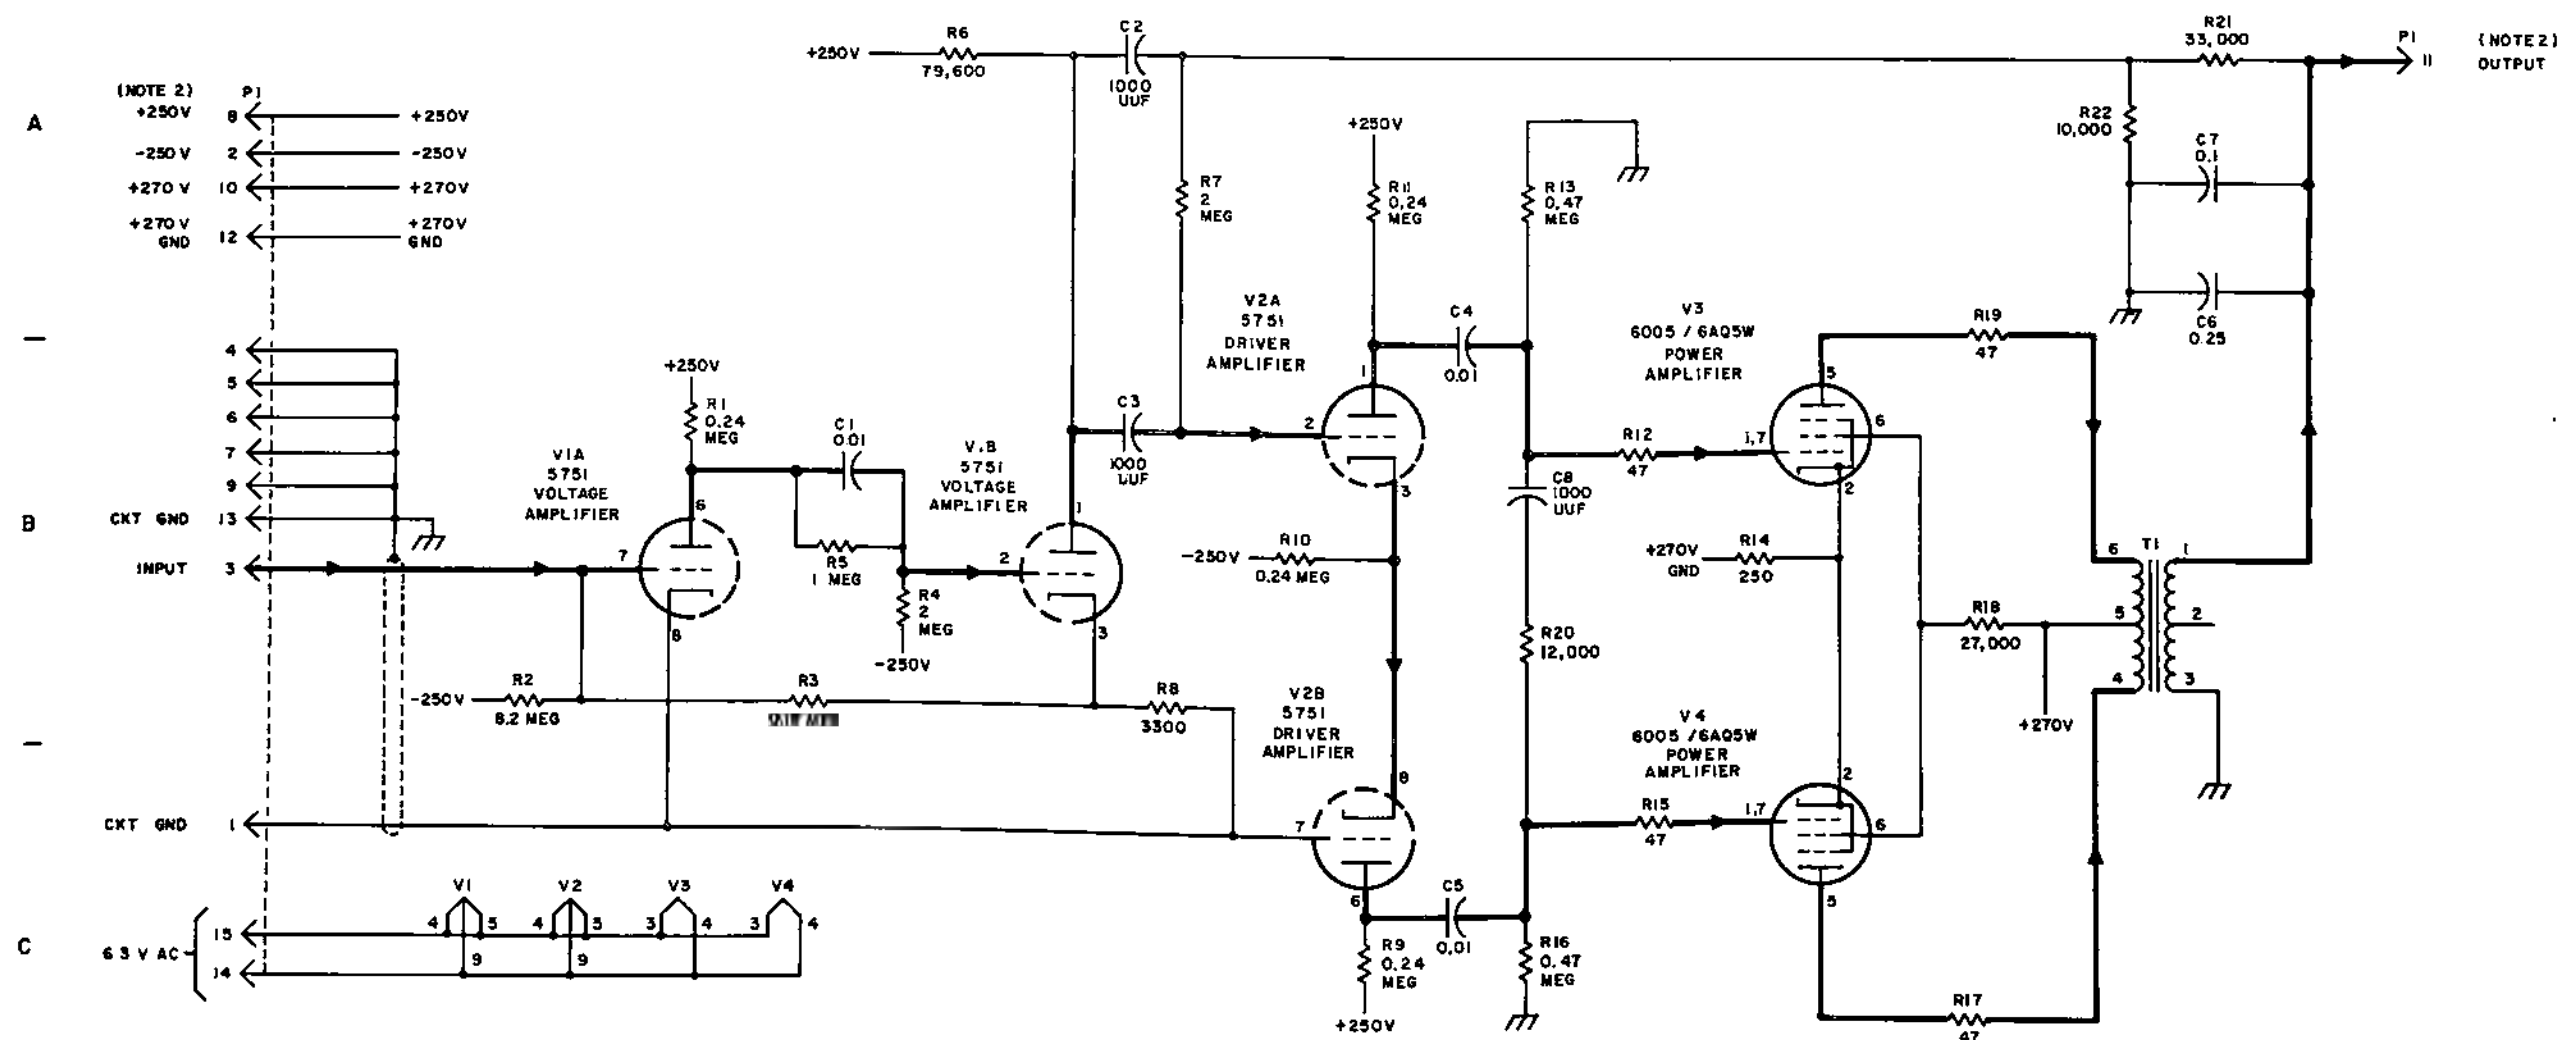 R6
79,600
+250V
C2
1000
UUF
R21
33,000
P1
11
(NOTE 2)
OUTPUT
A
(NOTE 2)
P1
+250V 8 +250V
-250V 2 -250V
+270V 10 +270V
+270V
GND 12 +270V
GND
R7
2
MEG
+250V
R11
0.24
MEG
R13
0.47
MEG
R22
10,000
C7
0.1
C6
0.25
4
5
6
7
9
B
CKT GND 13
INPUT 3
V1A
5751
VOLTAGE
AMPLIFIER
7
6
8
+250V
R1
0.24
MEG
C1
0.01
R5
1 MEG
R4
2
MEG
-250V
V1B
5751
VOLTAGE
AMPLIFIER
2
1
3
C3
1000
UUF
V2A
5751
DRIVER
AMPLIFIER
2
1
3
C4
0.01
-250V
R10
0.24 MEG
R12
47
C8
1000
UUF
R20
12,000
V3
6005 / 6AQ5W
POWER
AMPLIFIER
1,7
5
6
2
R19
47
+270V
GND
R14
250
R18
27,000
+270V
T1
6
5
4
1
2
3
-250V
R2
8.2 MEG
R3
R8
3300
V2B
5751
DRIVER
AMPLIFIER
7
8
6
V4
6005 / 6AQ5W
POWER
AMPLIFIER
R15
47
1,7
2
6
5
CKT GND 1
C
6 3 V AC
15
14
V1
4
5
9
V2
4
5
9
V3
3
4
V4
3
4
R9
0.24
MEG
+250V
C5
0.01
R16
0.47
MEG
R17
47